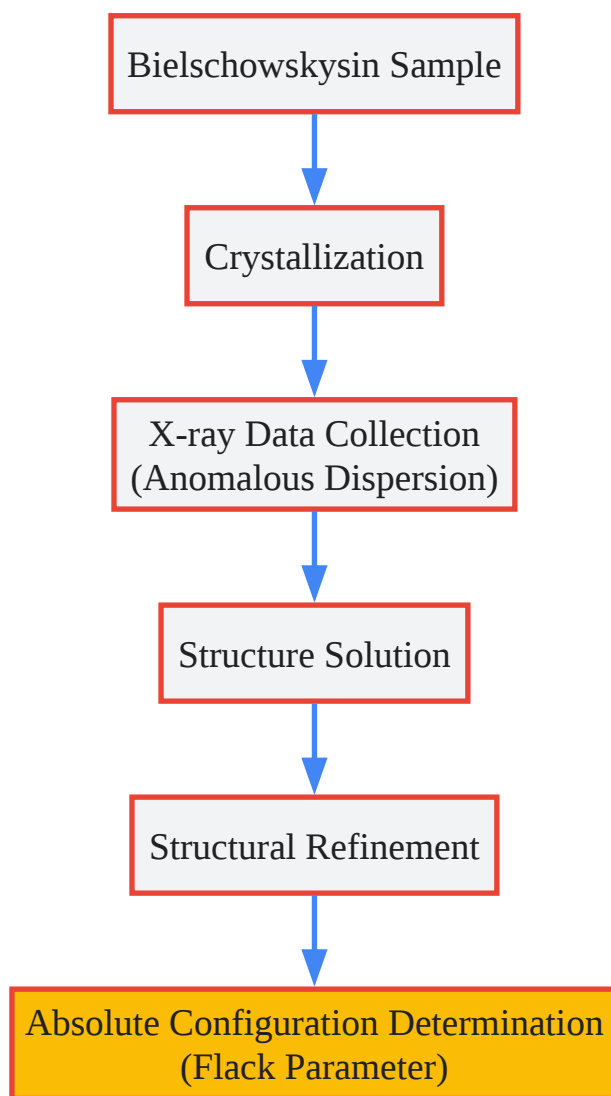 Bielschowskysin Sample
Crystallization
X-ray Data Collection
(Anomalous Dispersion)
Structure Solution
Structural Refinement
Absolute Configuration Determination
(Flack Parameter)